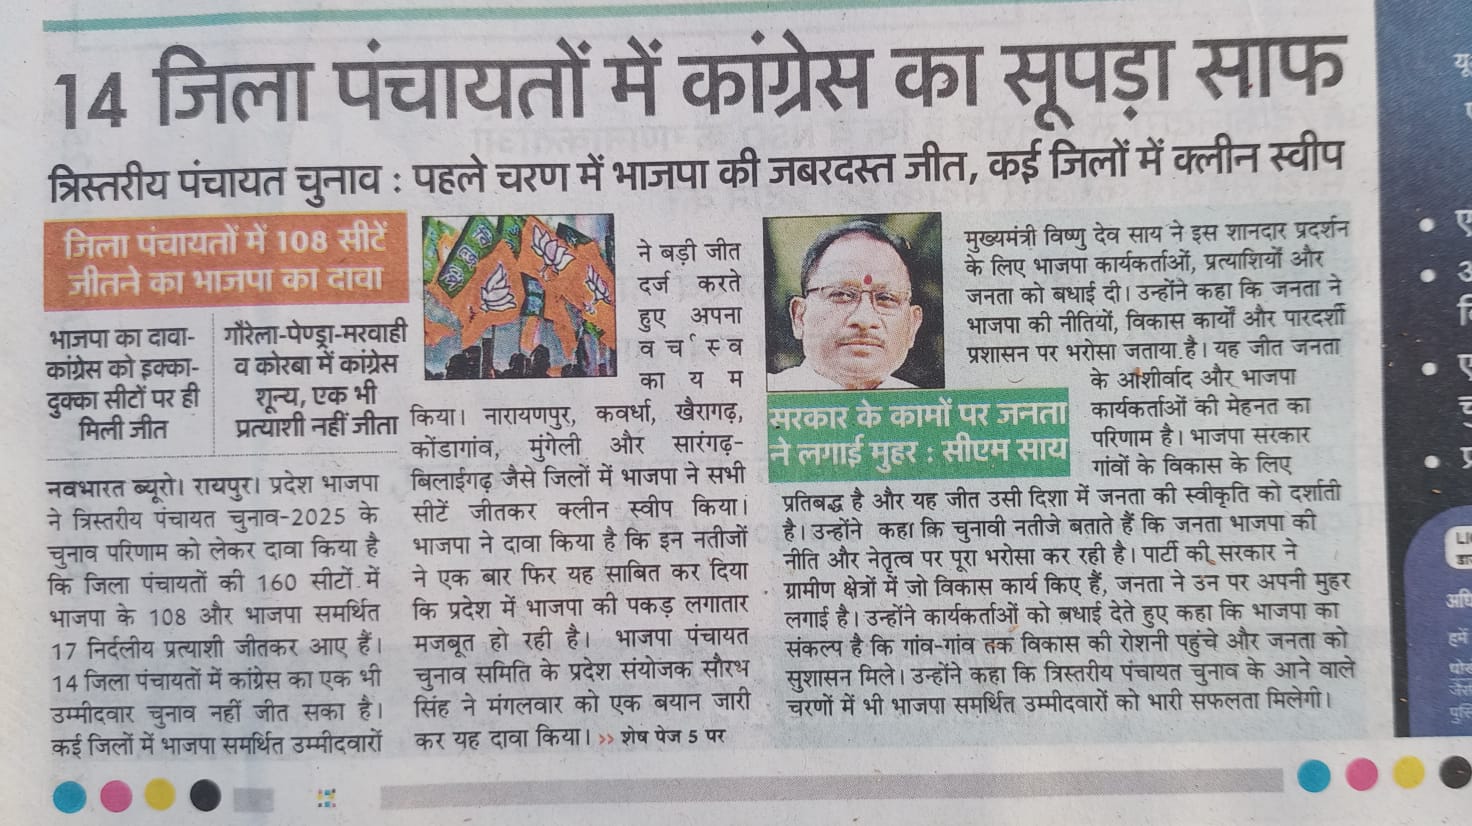 14 जिला पंचायतों में कांग्रेस का सूपड़ा साफ
त्रिस्तरीय पंचायत चुनाव : पहले चरण में भाजपा की जबरदस्त जीत, कई जिलों में क्लीन स्वीप
जिला पंचायतों में 108 सीटें
जीतने का भाजपा का दावा
भाजपा का दावा-
कांग्रेस को इक्का-
दुक्का सीटों पर ही
मिली जीत
गौरेला-पेण्ड्रा-मरवाही
व कोरबा में कांग्रेस
शून्य, एक भी
प्रत्याशी नहीं जीता
नवभारत ब्यूरो। रायपुर। प्रदेश भाजपा
ने त्रिस्तरीय पंचायत चुनाव-2025 के
चुनाव परिणाम को लेकर दावा किया है
कि जिला पंचायतों की 160 सीटों में
भाजपा के 108 और भाजपा समर्थित
17 निर्दलीय प्रत्याशी जीतकर आए हैं।
14 जिला पंचायतों में कांग्रेस का एक भी
उम्मीदवार चुनाव नहीं जीत सका है।
कई जिलों में भाजपा समर्थित उम्मीदवारों
ने बड़ी जीत
दर्ज करते
हुए अपना
वर्चस्व
कायम
किया। नारायणपुर, कवर्धा, खैरागढ़,
कोंडागांव, मुंगेली और सारंगढ़-
बिलाईगढ़ जैसे जिलों में भाजपा ने सभी
सीटें जीतकर क्लीन स्वीप किया।
भाजपा ने दावा किया है कि इन नतीजों
ने एक बार फिर यह साबित कर दिया
कि प्रदेश में भाजपा की पकड़ लगातार
मजबूत हो रही है। भाजपा पंचायत
चुनाव समिति के प्रदेश संयोजक सौरभ
सिंह ने मंगलवार को एक बयान जारी
कर यह दावा किया। >> शेष पेज 5 पर
सरकार के कामों पर जनता
ने लगाई मुहर : सीएम साय
मुख्यमंत्री विष्णु देव साय ने इस शानदार प्रदर्शन
के लिए भाजपा कार्यकर्ताओं, प्रत्याशियों और
जनता को बधाई दी। उन्होंने कहा कि जनता ने
भाजपा की नीतियों, विकास कार्यों और पारदर्शी
प्रशासन पर भरोसा जताया है। यह जीत जनता
के आशीर्वाद और भाजपा
कार्यकर्ताओं की मेहनत का
परिणाम है। भाजपा सरकार
गांवों के विकास के लिए
प्रतिबद्ध है और यह जीत उसी दिशा में जनता की स्वीकृति को दर्शाती
है। उन्होंने कहा कि चुनावी नतीजे बताते हैं कि जनता भाजपा की
नीति और नेतृत्व पर पूरा भरोसा कर रही है। पार्टी की सरकार ने
ग्रामीण क्षेत्रों में जो विकास कार्य किए हैं, जनता ने उन पर अपनी मुहर
लगाई है। उन्होंने कार्यकर्ताओं को बधाई देते हुए कहा कि भाजपा का
संकल्प है कि गांव-गांव तक विकास की रोशनी पहुंचे और जनता को
सुशासन मिले। उन्होंने कहा कि त्रिस्तरीय पंचायत चुनाव के आने वाले
चरणों में भी भाजपा समर्थित उम्मीदवारों को भारी सफलता मिलेगी।